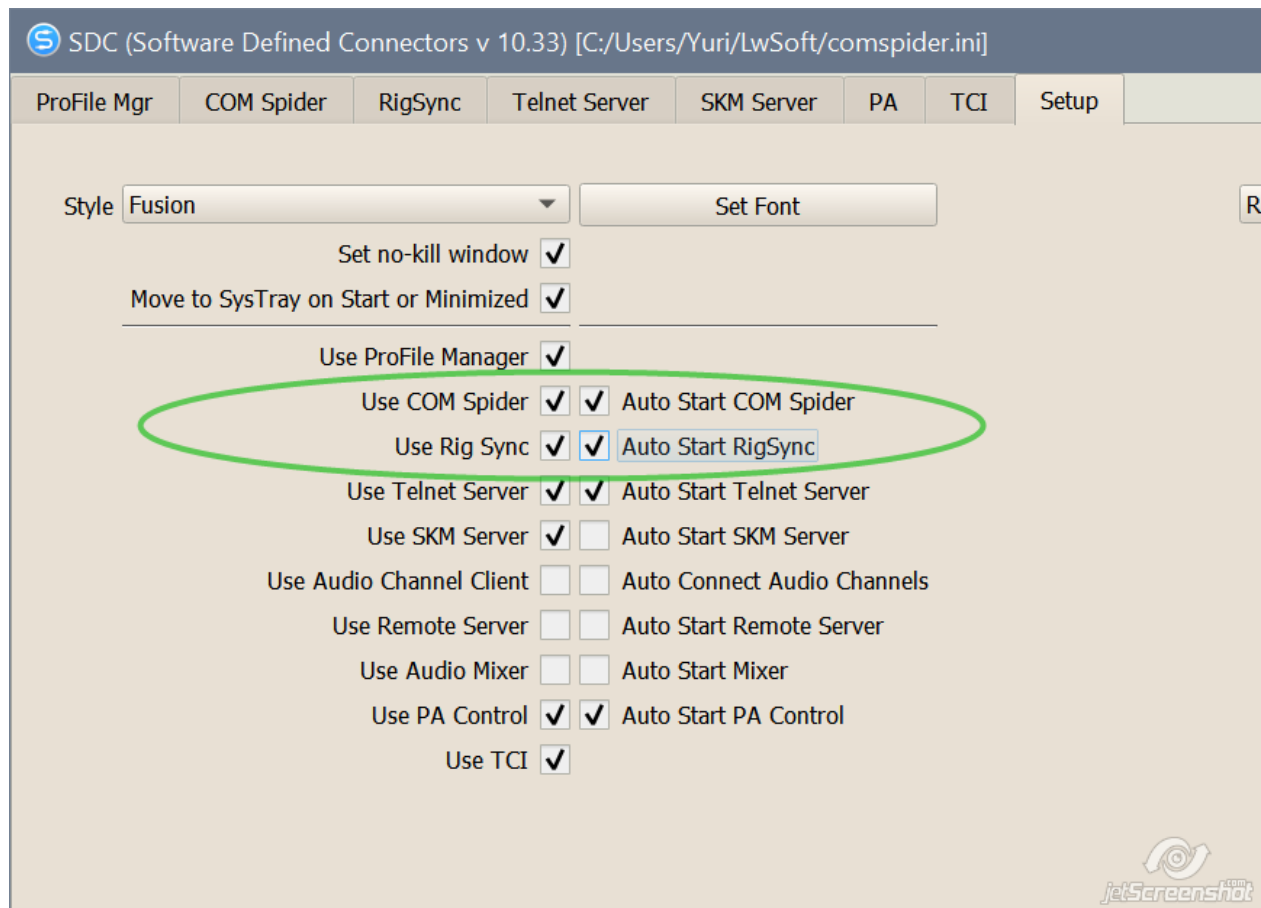 SDC (Software Defined Connectors v 10.33) [C:/Users/Yuri/LwSoft/comspider.ini]
ProFile Mgr COM Spider RigSync Telnet Server SKM Server PA TCI Setup
Style Fusion Set Font R
Set no-kill window
Move to SysTray on Start or Minimized
Use ProFile Manager
Use COM Spider Auto Start COM Spider
Use Rig Sync Auto Start RigSync
Use Telnet Server Auto Start Telnet Server
Use SKM Server Auto Start SKM Server
Use Audio Channel Client Auto Connect Audio Channels
Use Remote Server Auto Start Remote Server
Use Audio Mixer Auto Start Mixer
Use PA Control Auto Start PA Control
Use TCI
jetScreenshot.com